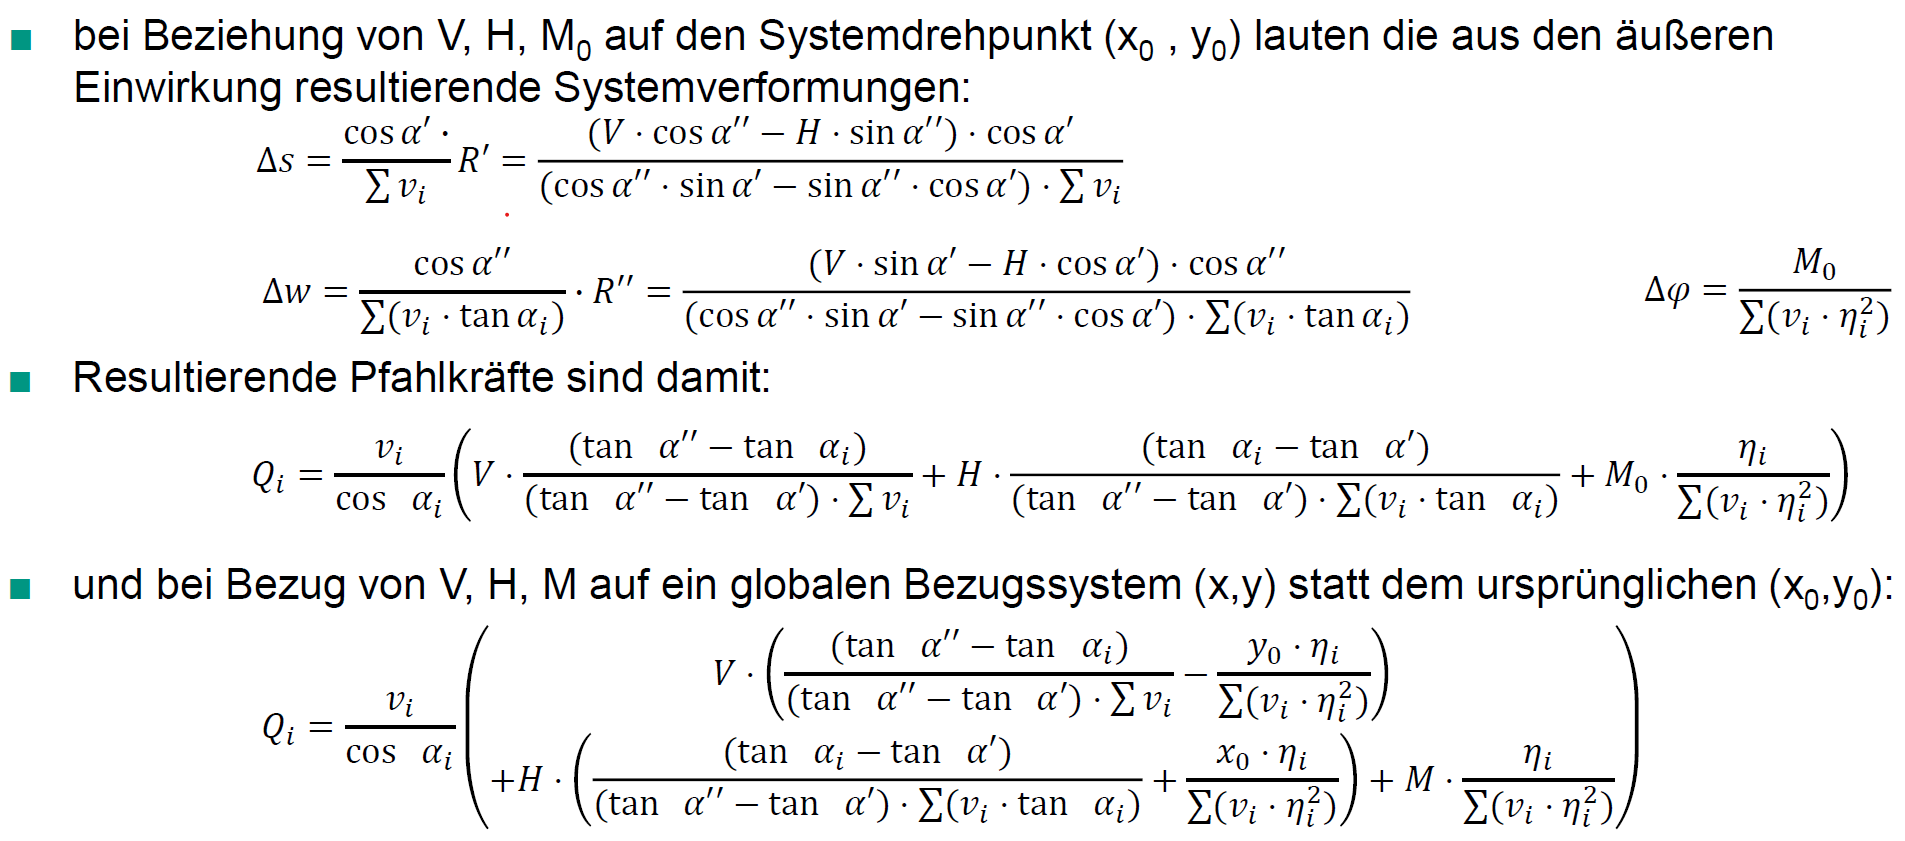 ■ bei Beziehung von V, H, M₀ auf den Systemdrehpunkt (x₀ , y₀) lauten die aus den äußeren
Einwirkung resultierende Systemverformungen:
Δs = (cos α′ ·)/(∑ vᵢ) R′ = ((V · cos α″ − H · sin α″) · cos α′)/((cos α″ · sin α′ − sin α″ · cos α′) · ∑ vᵢ)
Δw = (cos α″)/(∑(vᵢ · tan αᵢ)) · R″ = ((V · sin α′ − H · cos α′) · cos α″)/((cos α″ · sin α′ − sin α″ · cos α′) · ∑(vᵢ · tan αᵢ)) Δφ = M₀/(∑(vᵢ · ηᵢ²))
■ Resultierende Pfahlkräfte sind damit:
Qᵢ = vᵢ/(cos αᵢ) (V · (tan α″ − tan αᵢ)/((tan α″ − tan α′) · ∑ vᵢ) + H · (tan αᵢ − tan α′)/((tan α″ − tan α′) · ∑(vᵢ · tan αᵢ)) + M₀ · ηᵢ/(∑(vᵢ · ηᵢ²)))
■ und bei Bezug von V, H, M auf ein globalen Bezugssystem (x,y) statt dem ursprünglichen (x₀,y₀):
Qᵢ = vᵢ/(cos αᵢ) (V · ((tan α″ − tan αᵢ)/((tan α″ − tan α′) · ∑ vᵢ) − (y₀ · ηᵢ)/(∑(vᵢ · ηᵢ²)))
+H · ((tan αᵢ − tan α′)/((tan α″ − tan α′) · ∑(vᵢ · tan αᵢ)) + (x₀ · ηᵢ)/(∑(vᵢ · ηᵢ²))) + M · ηᵢ/(∑(vᵢ · ηᵢ²)))